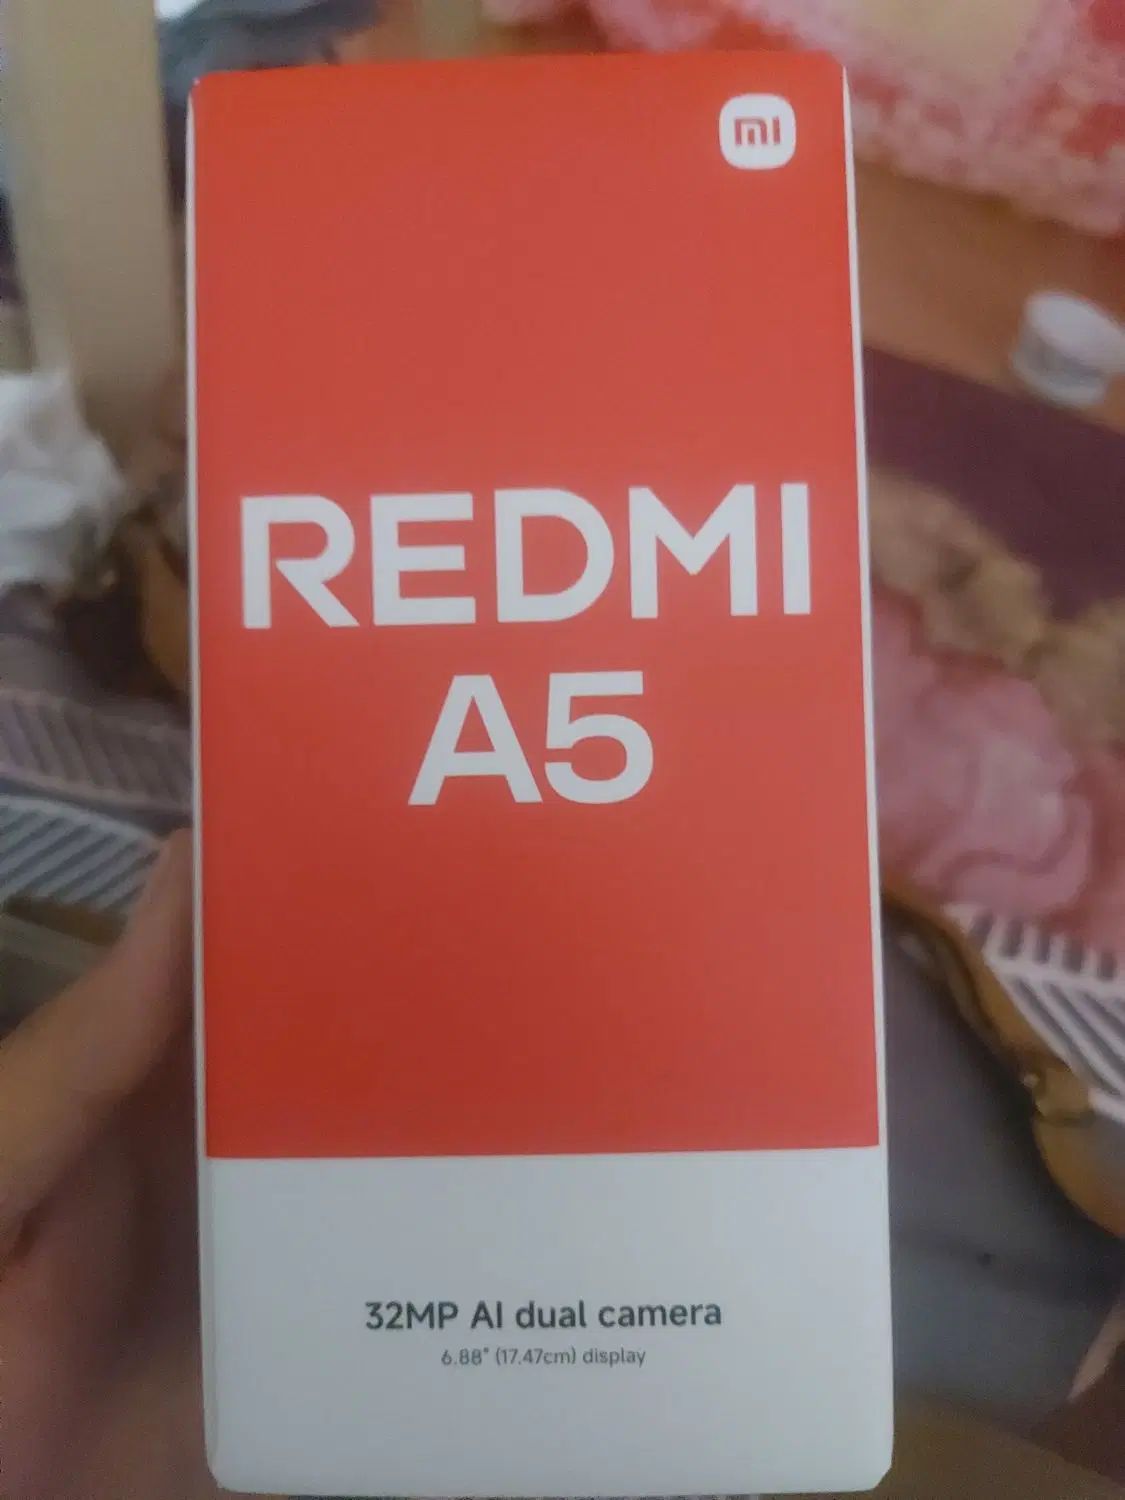 mi
REDMI
A5
32MP AI dual camera
6.88" (17.47cm) display